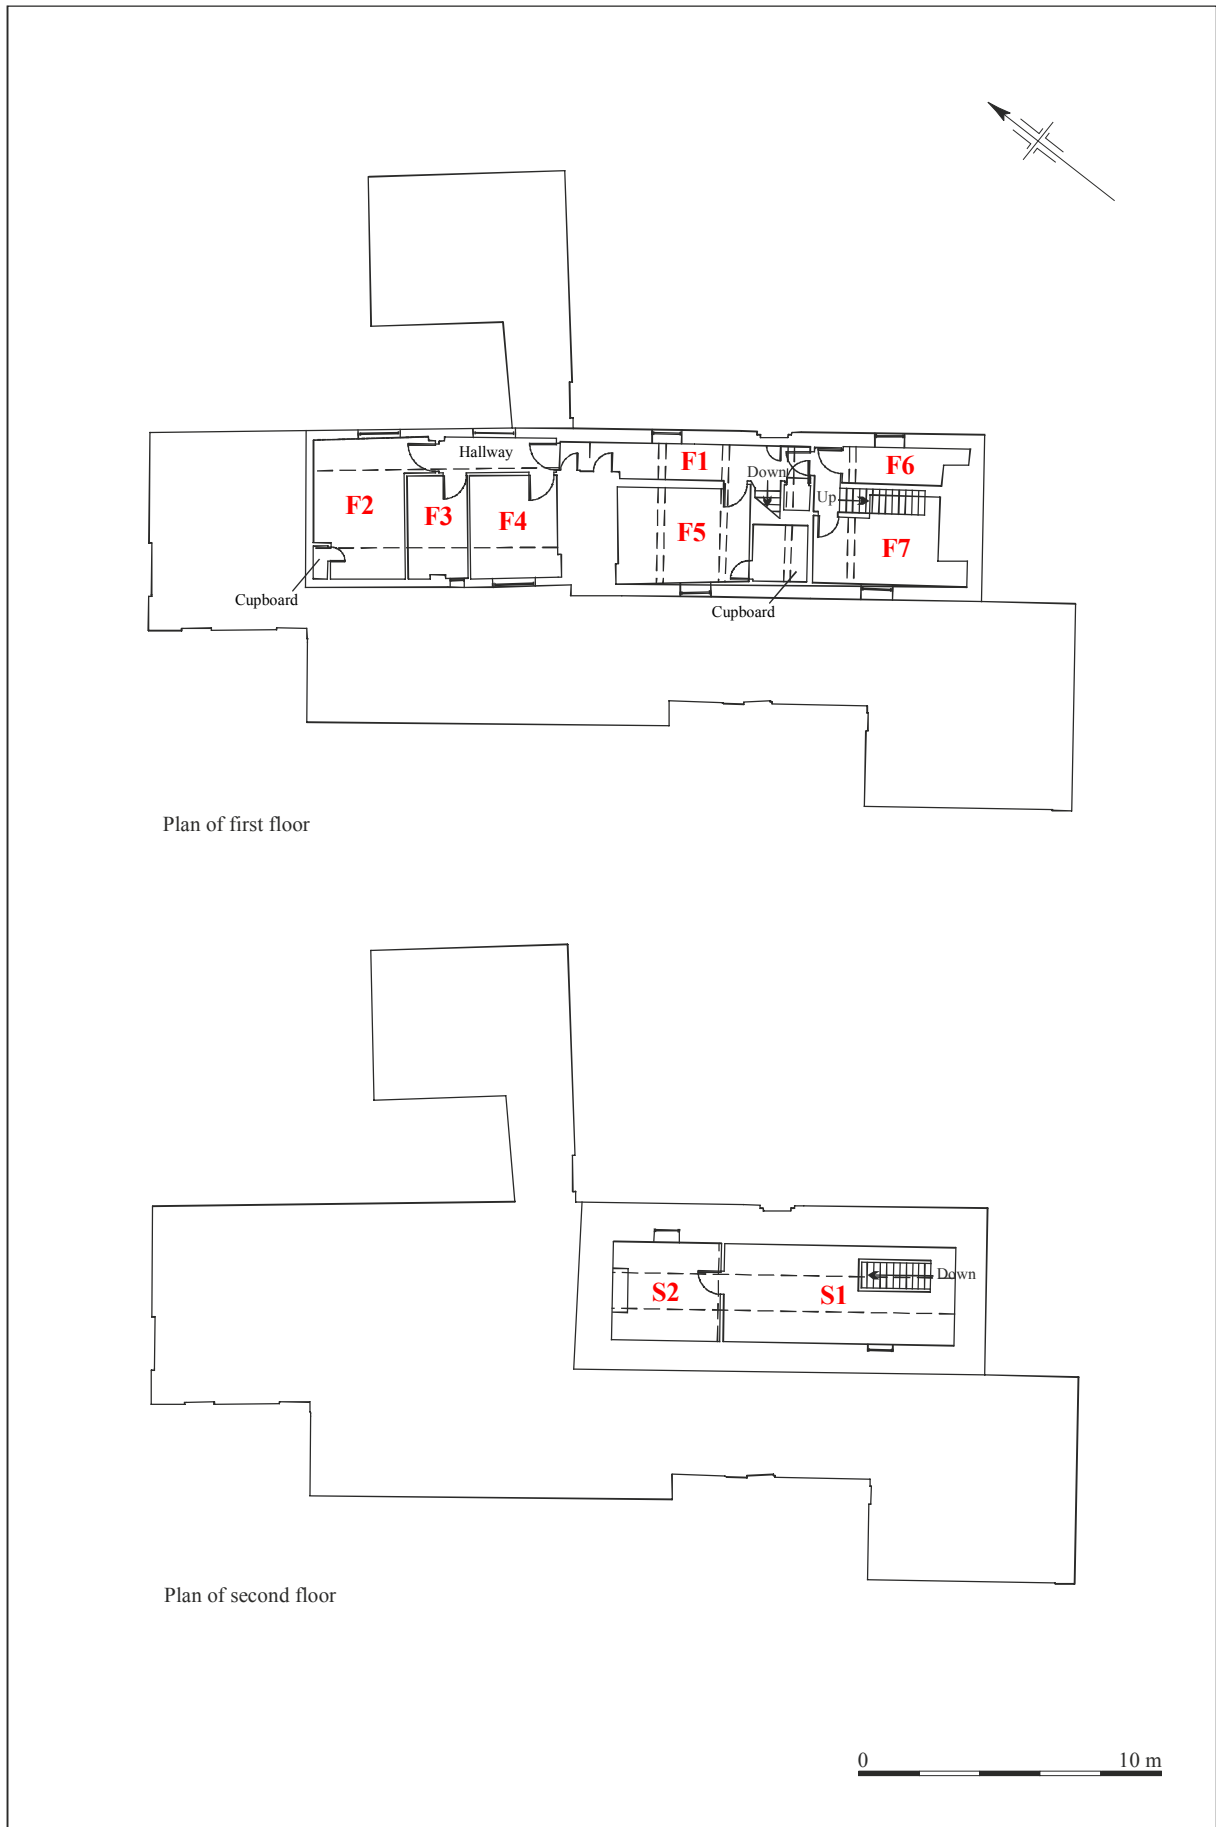 Hallway
F1
F6
Down
F2
F3
F4
Up
F5
F7
Cupboard
Cupboard
Plan of first floor
Down
S2
S1
Plan of second floor
0
10 m